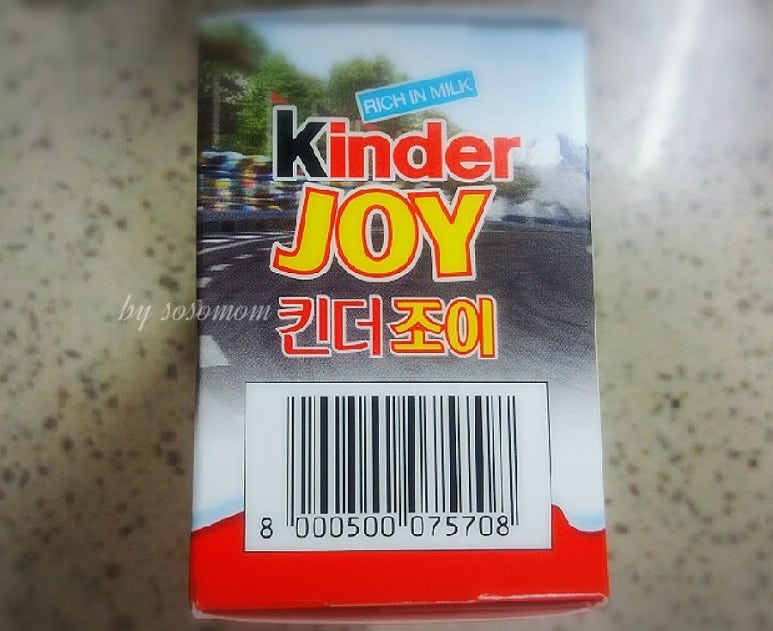 RICH IN MILK
Kinder
JOY
by sosomom
킨더조이
8 000500 075708